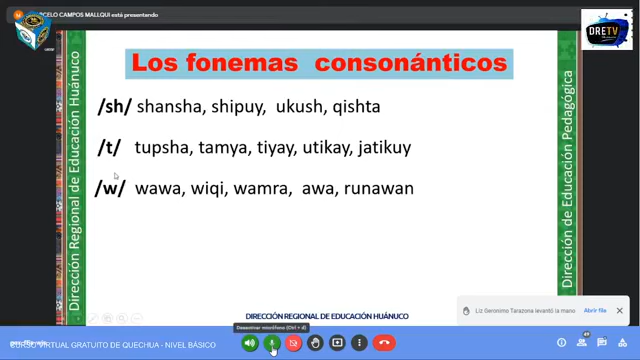 CELO CAMPOS MALLQUI está presentando
DRETV
Los fonemas consonánticos
/sh/ shansha, shipuy, ukush, qishta
/t/ tupsha, tamya, tiyay, utikay, jatikuy
/w/ wawa, wiqi, wamra, awa, runawan
Dirección Regional de Educación Huánuco
Dirección de Educación Pedagógica
DIRECCIÓN REGIONAL DE EDUCACIÓN HUÁNUCO
Liz Geronimo Tarazona levantó la mano
Abrir file
Desactivar micrófono (Ctrl + d)
CURSO VIRTUAL GRATUITO DE QUECHUA - NIVEL BÁSICO